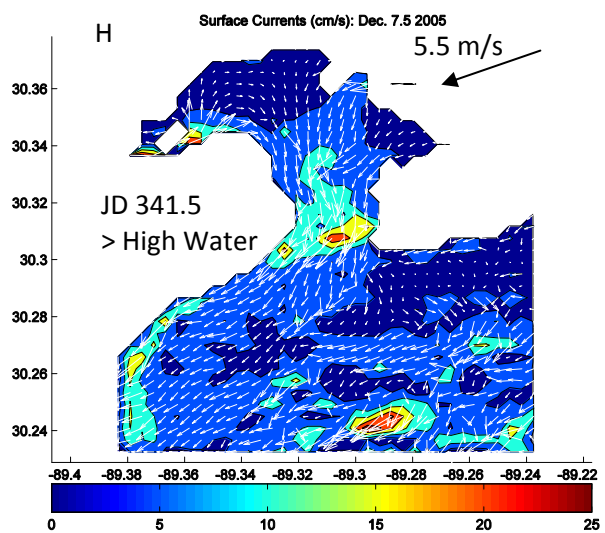 Surface Currents (cm/s): Dec. 7.5 2005
H
5.5 m/s
30.36
30.34
JD 341.5
> High Water
30.32
30.3
30.28
30.26
30.24
-89.4 -89.38 -89.36 -89.34 -89.32 -89.3 -89.28 -89.26 -89.24 -89.22
0 5 10 15 20 25